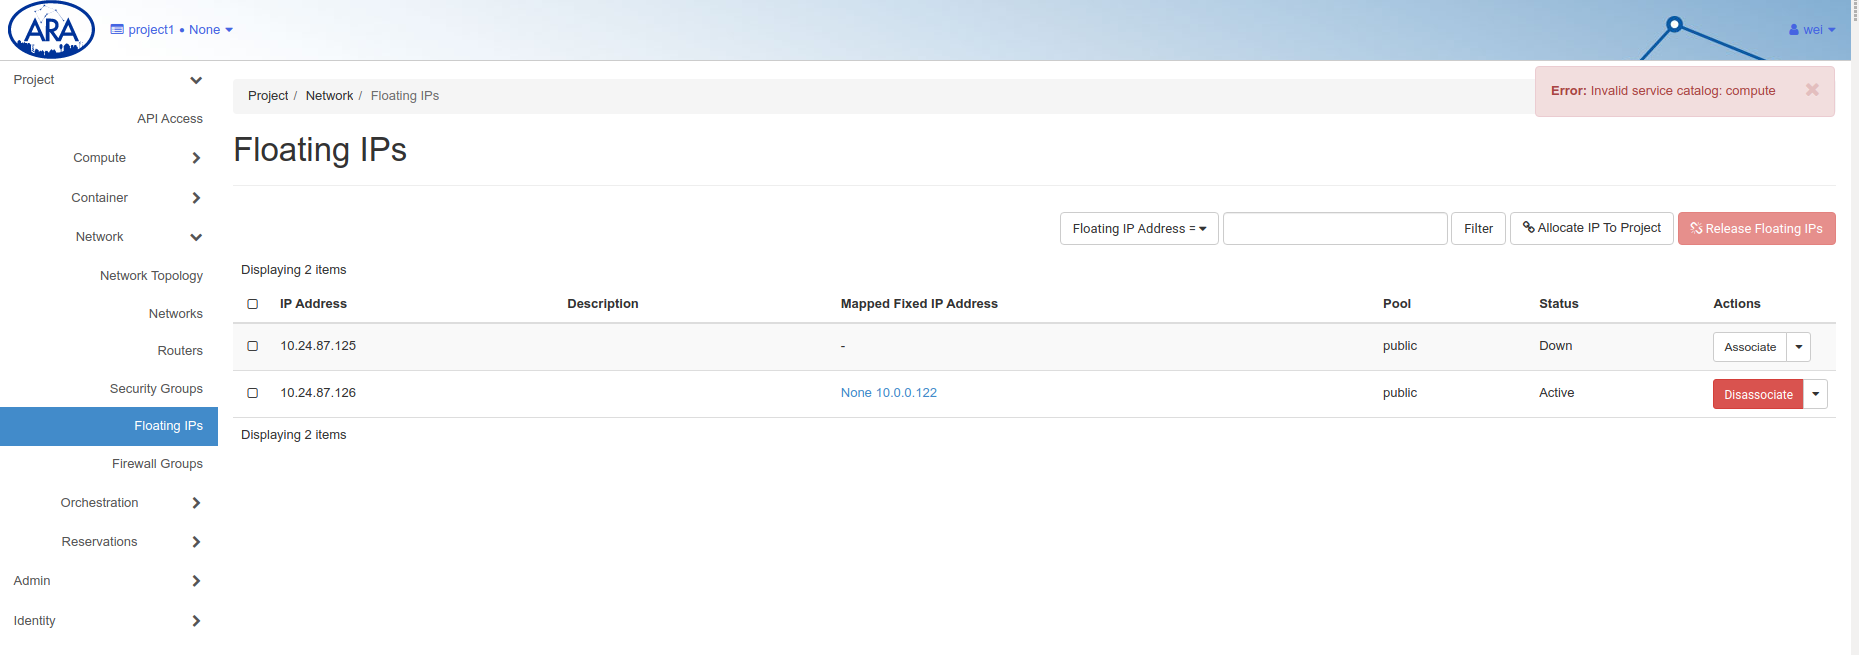 ARA
project1 • None
wei
Project
API Access
Compute
Container
Network
Network Topology
Networks
Routers
Security Groups
Floating IPs
Firewall Groups
Orchestration
Reservations
Admin
Identity
Project / Network / Floating IPs
Error: Invalid service catalog: compute
Floating IPs
Floating IP Address = Filter Allocate IP To Project Release Floating IPs
Displaying 2 items
IP Address Description Mapped Fixed IP Address Pool Status Actions
10.24.87.125 - public Down Associate
10.24.87.126 None 10.0.0.122 public Active Disassociate
Displaying 2 items